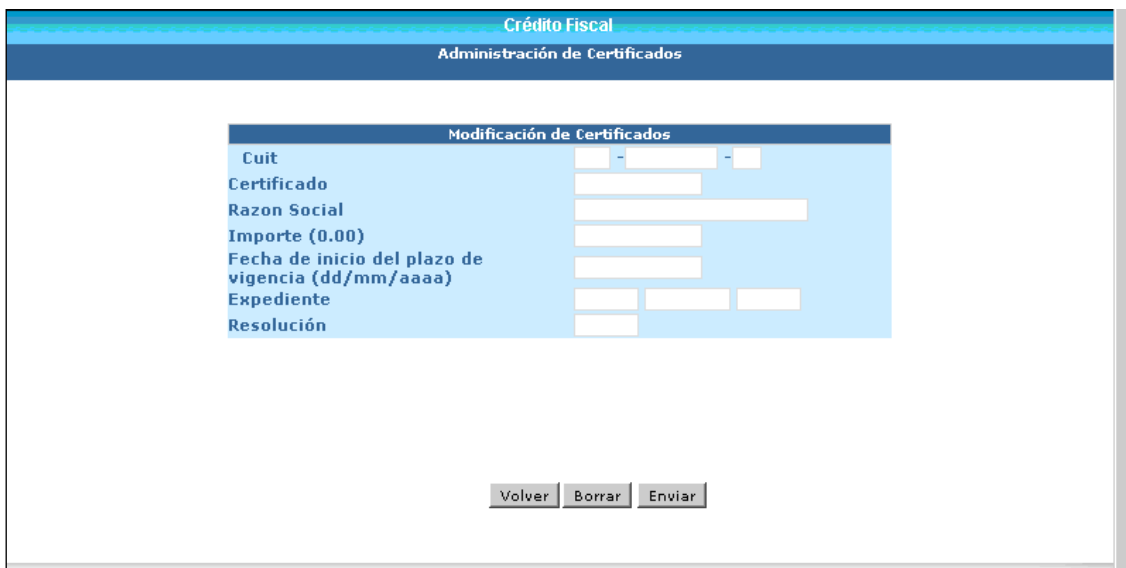 Crédito Fiscal
Administración de Certificados
Modificación de Certificados
Cuit - -
Certificado
Razon Social
Importe (0.00)
Fecha de inicio del plazo de
vigencia (dd/mm/aaaa)
Expediente
Resolución
Volver Borrar Enviar